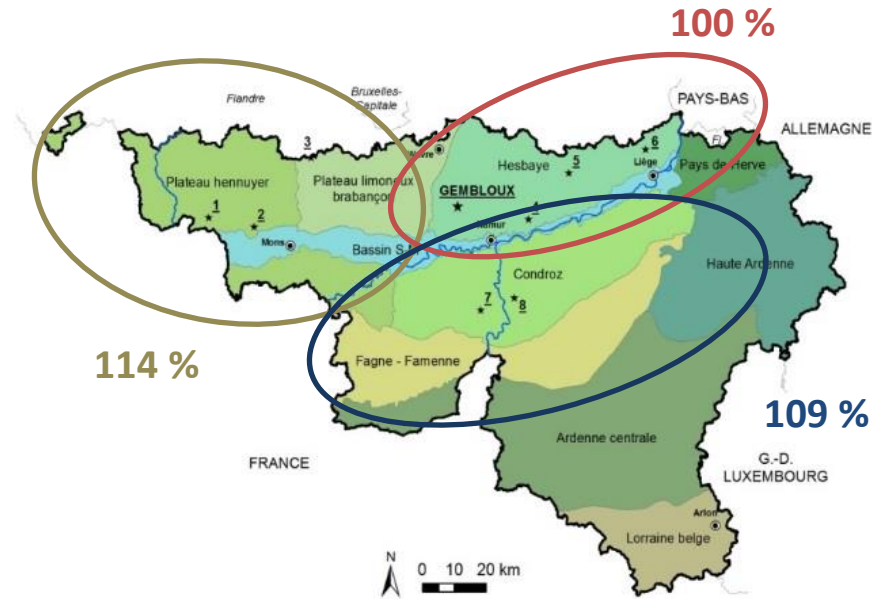 100 %
Flandre
Bruxelles-
Capitale
PAYS-BAS
ALLEMAGNE
3
6
Liège
5
Hesbaye
Pays de Herve
Plateau hennuyer
Plateau limoneux
brabançon
GEMBLOUX
1
2
4
Namur
Mons
Bassin S.M.
Haute Ardenne
Condroz
7
8
Fagne - Famenne
114 %
109 %
Ardenne centrale
FRANCE
G.-D.
LUXEMBOURG
Arlon
Lorraine belge
N
0 10 20 km